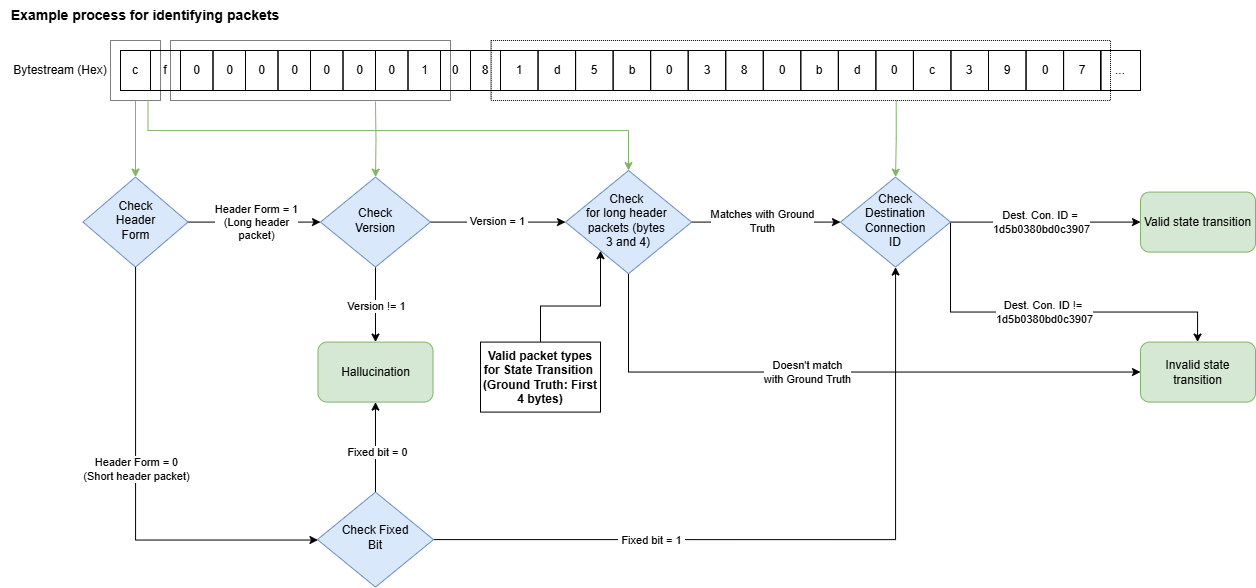 Example process for identifying packets
Bytestream (Hex) c f 0 0 0 0 0 0 0 1 0 8 1 d 5 b 0 3 8 0 b d 0 c 3 9 0 7 ...
Check
Header
Form
Header Form = 1
(Long header
packet)
Check
Version
Version = 1
Check
for long header
packets (bytes
3 and 4)
Matches with Ground
Truth
Check
Destination
Connection
ID
Dest. Con. ID =
1d5b0380bd0c3907
Valid state transition
Version != 1
Dest. Con. ID !=
1d5b0380bd0c3907
Hallucination
Valid packet types
for State Transition
(Ground Truth: First
4 bytes)
Doesn't match
with Ground Truth
Invalid state
transition
Header Form = 0
(Short header packet)
Fixed bit = 0
Check Fixed
Bit
Fixed bit = 1